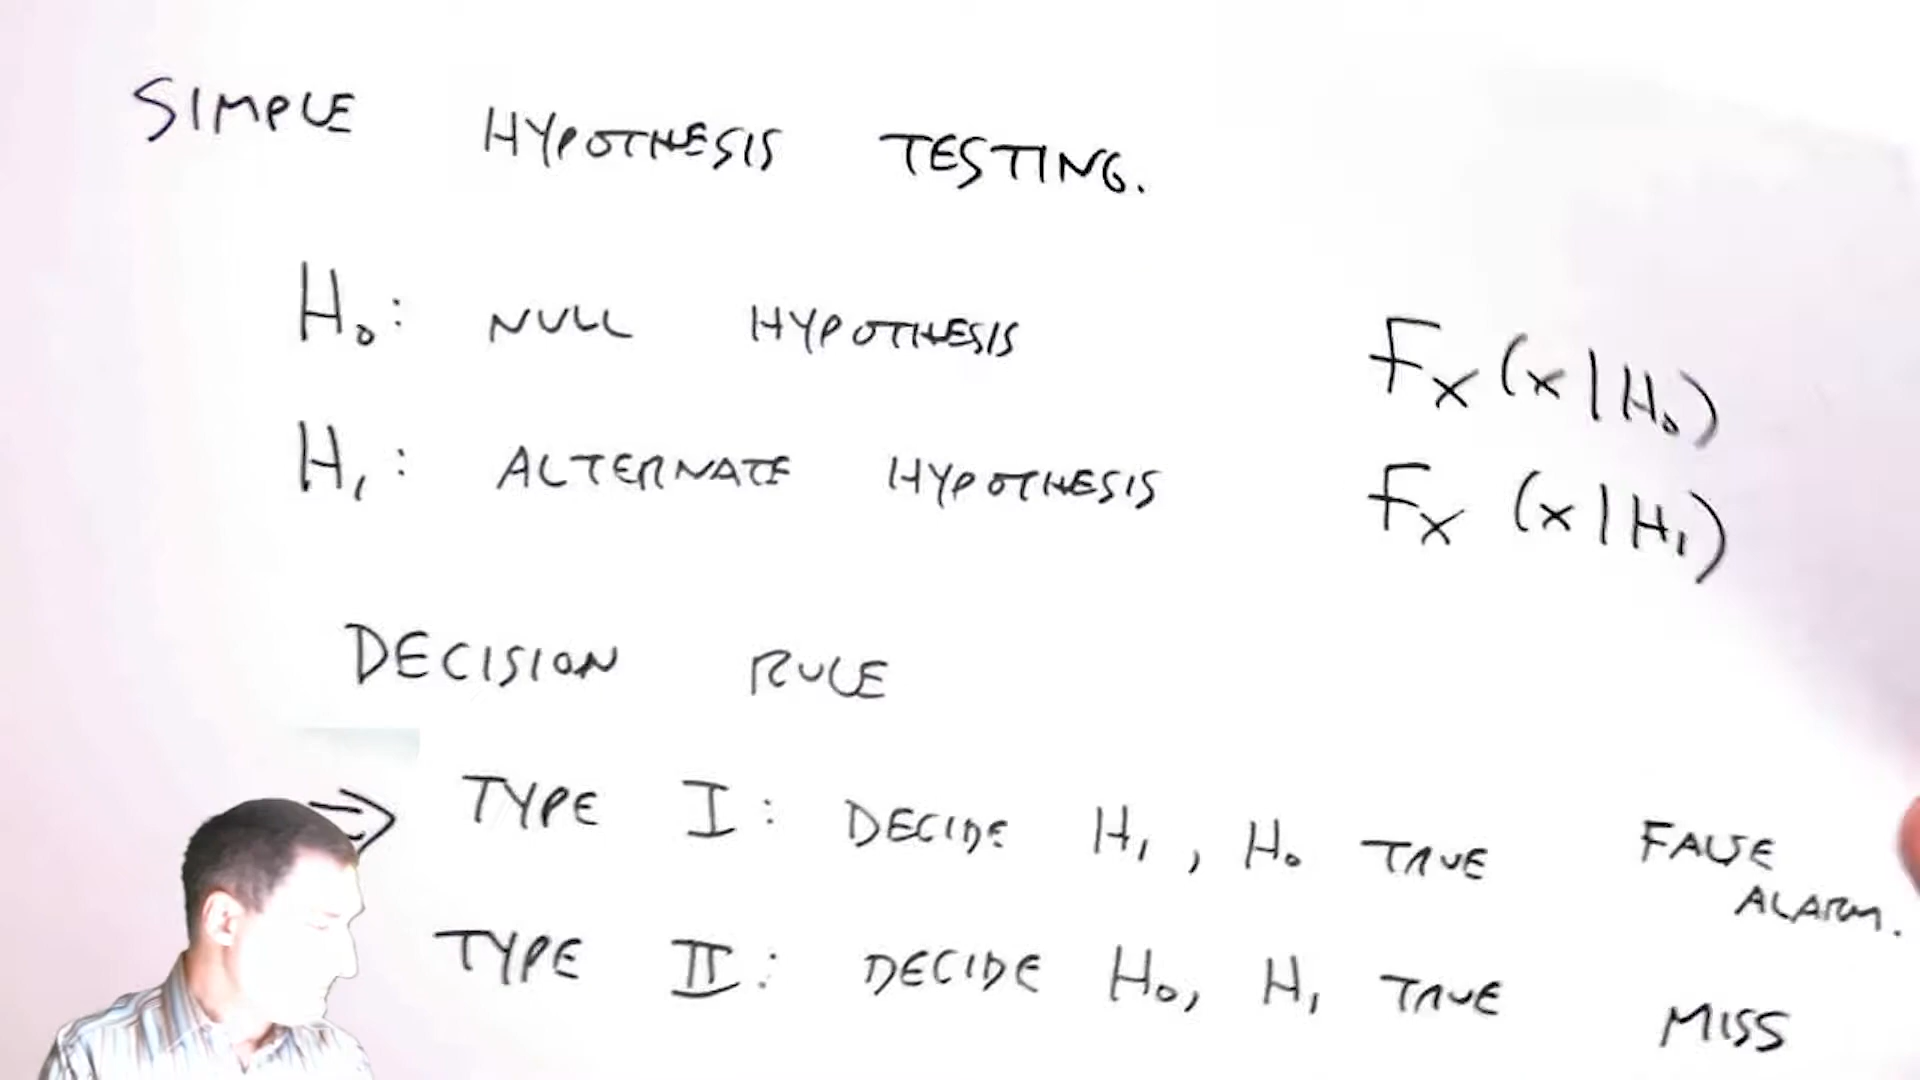 SIMPLE HYPOTHESIS TESTING.
H₀: NULL HYPOTHESIS Fₓ(x|H₀)
H₁: ALTERNATE HYPOTHESIS Fₓ(x|H₁)
DECISION RULE
⇒ TYPE I: DECIDE H₁, H₀ TRUE FALSE ALARM.
TYPE II: DECIDE H₀, H₁ TRUE MISS